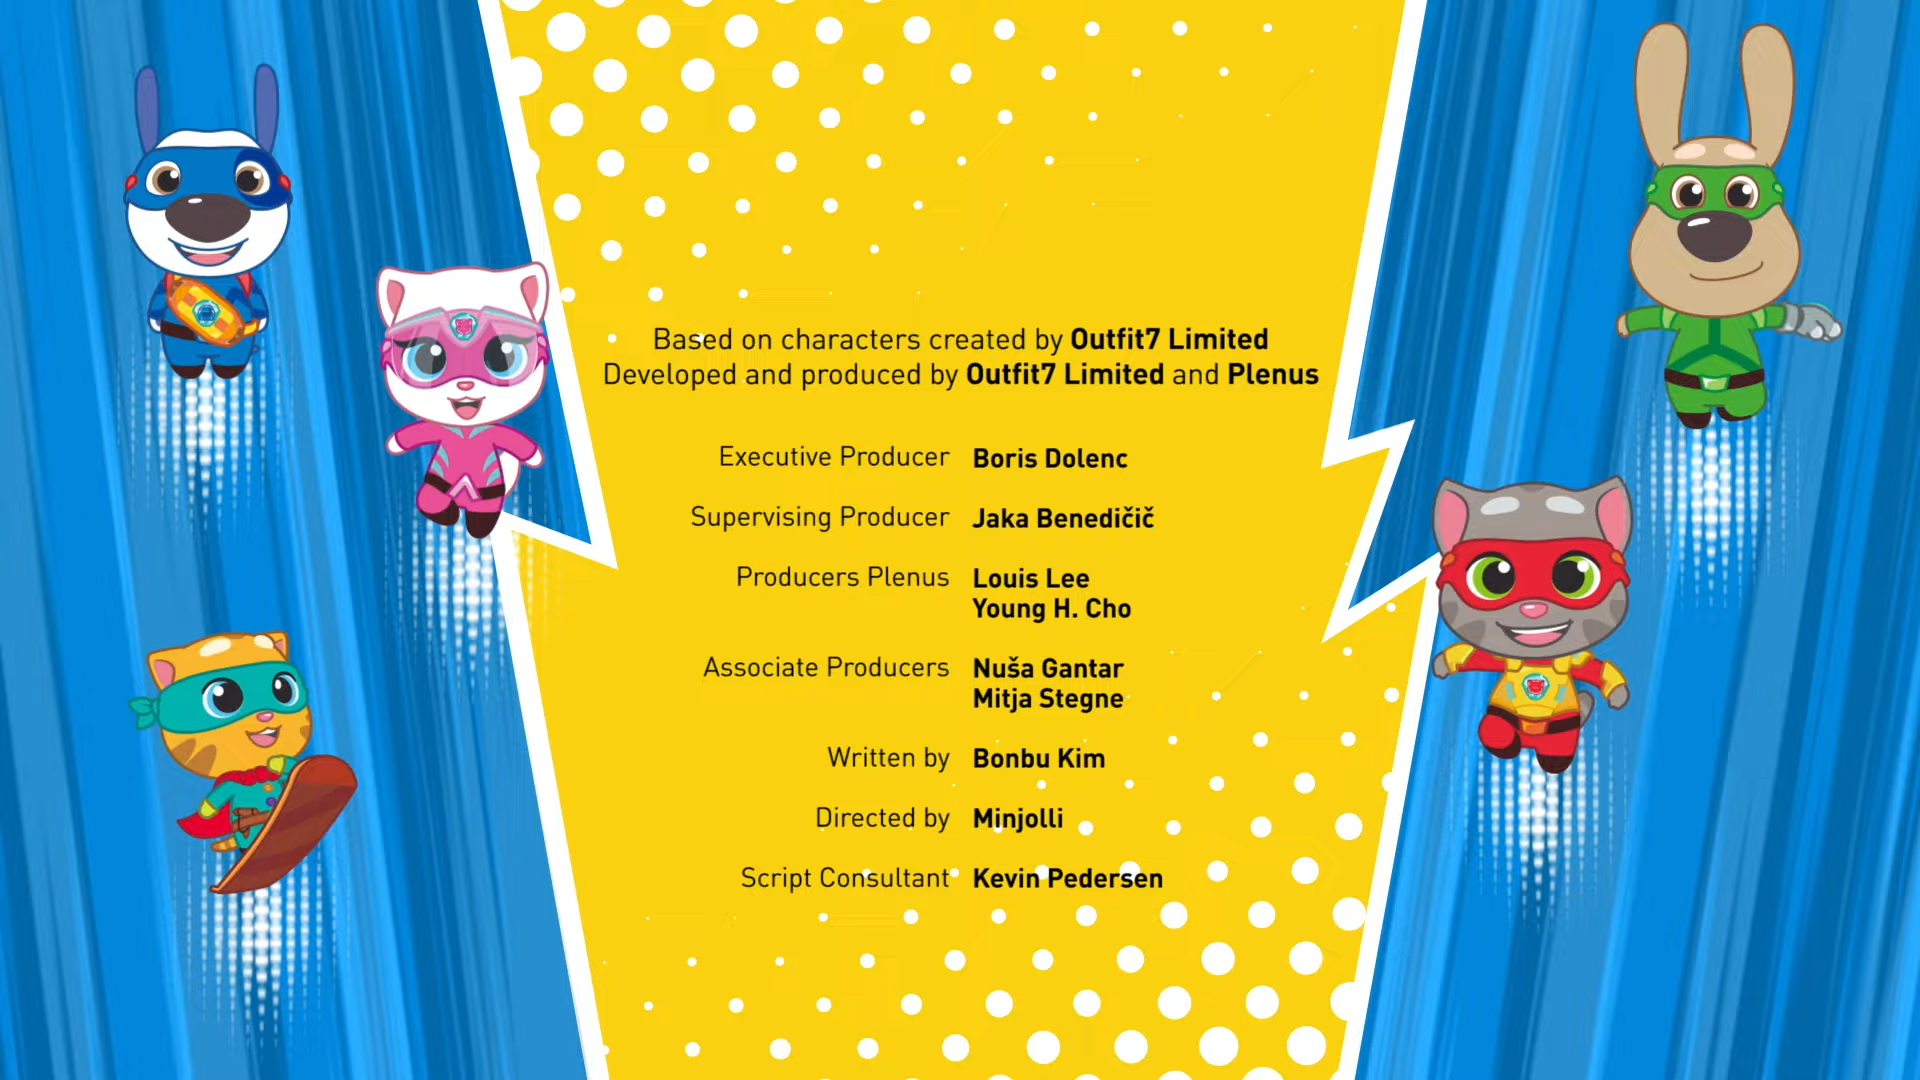 Based on characters created by Outfit7 Limited
Developed and produced by Outfit7 Limited and Plenus
Executive Producer Boris Dolenc
Supervising Producer Jaka Benedičič
Producers Plenus Louis Lee
Young H. Cho
Associate Producers Nuša Gantar
Mitja Stegne
Written by Bonbu Kim
Directed by Minjolli
Script Consultant Kevin Pedersen